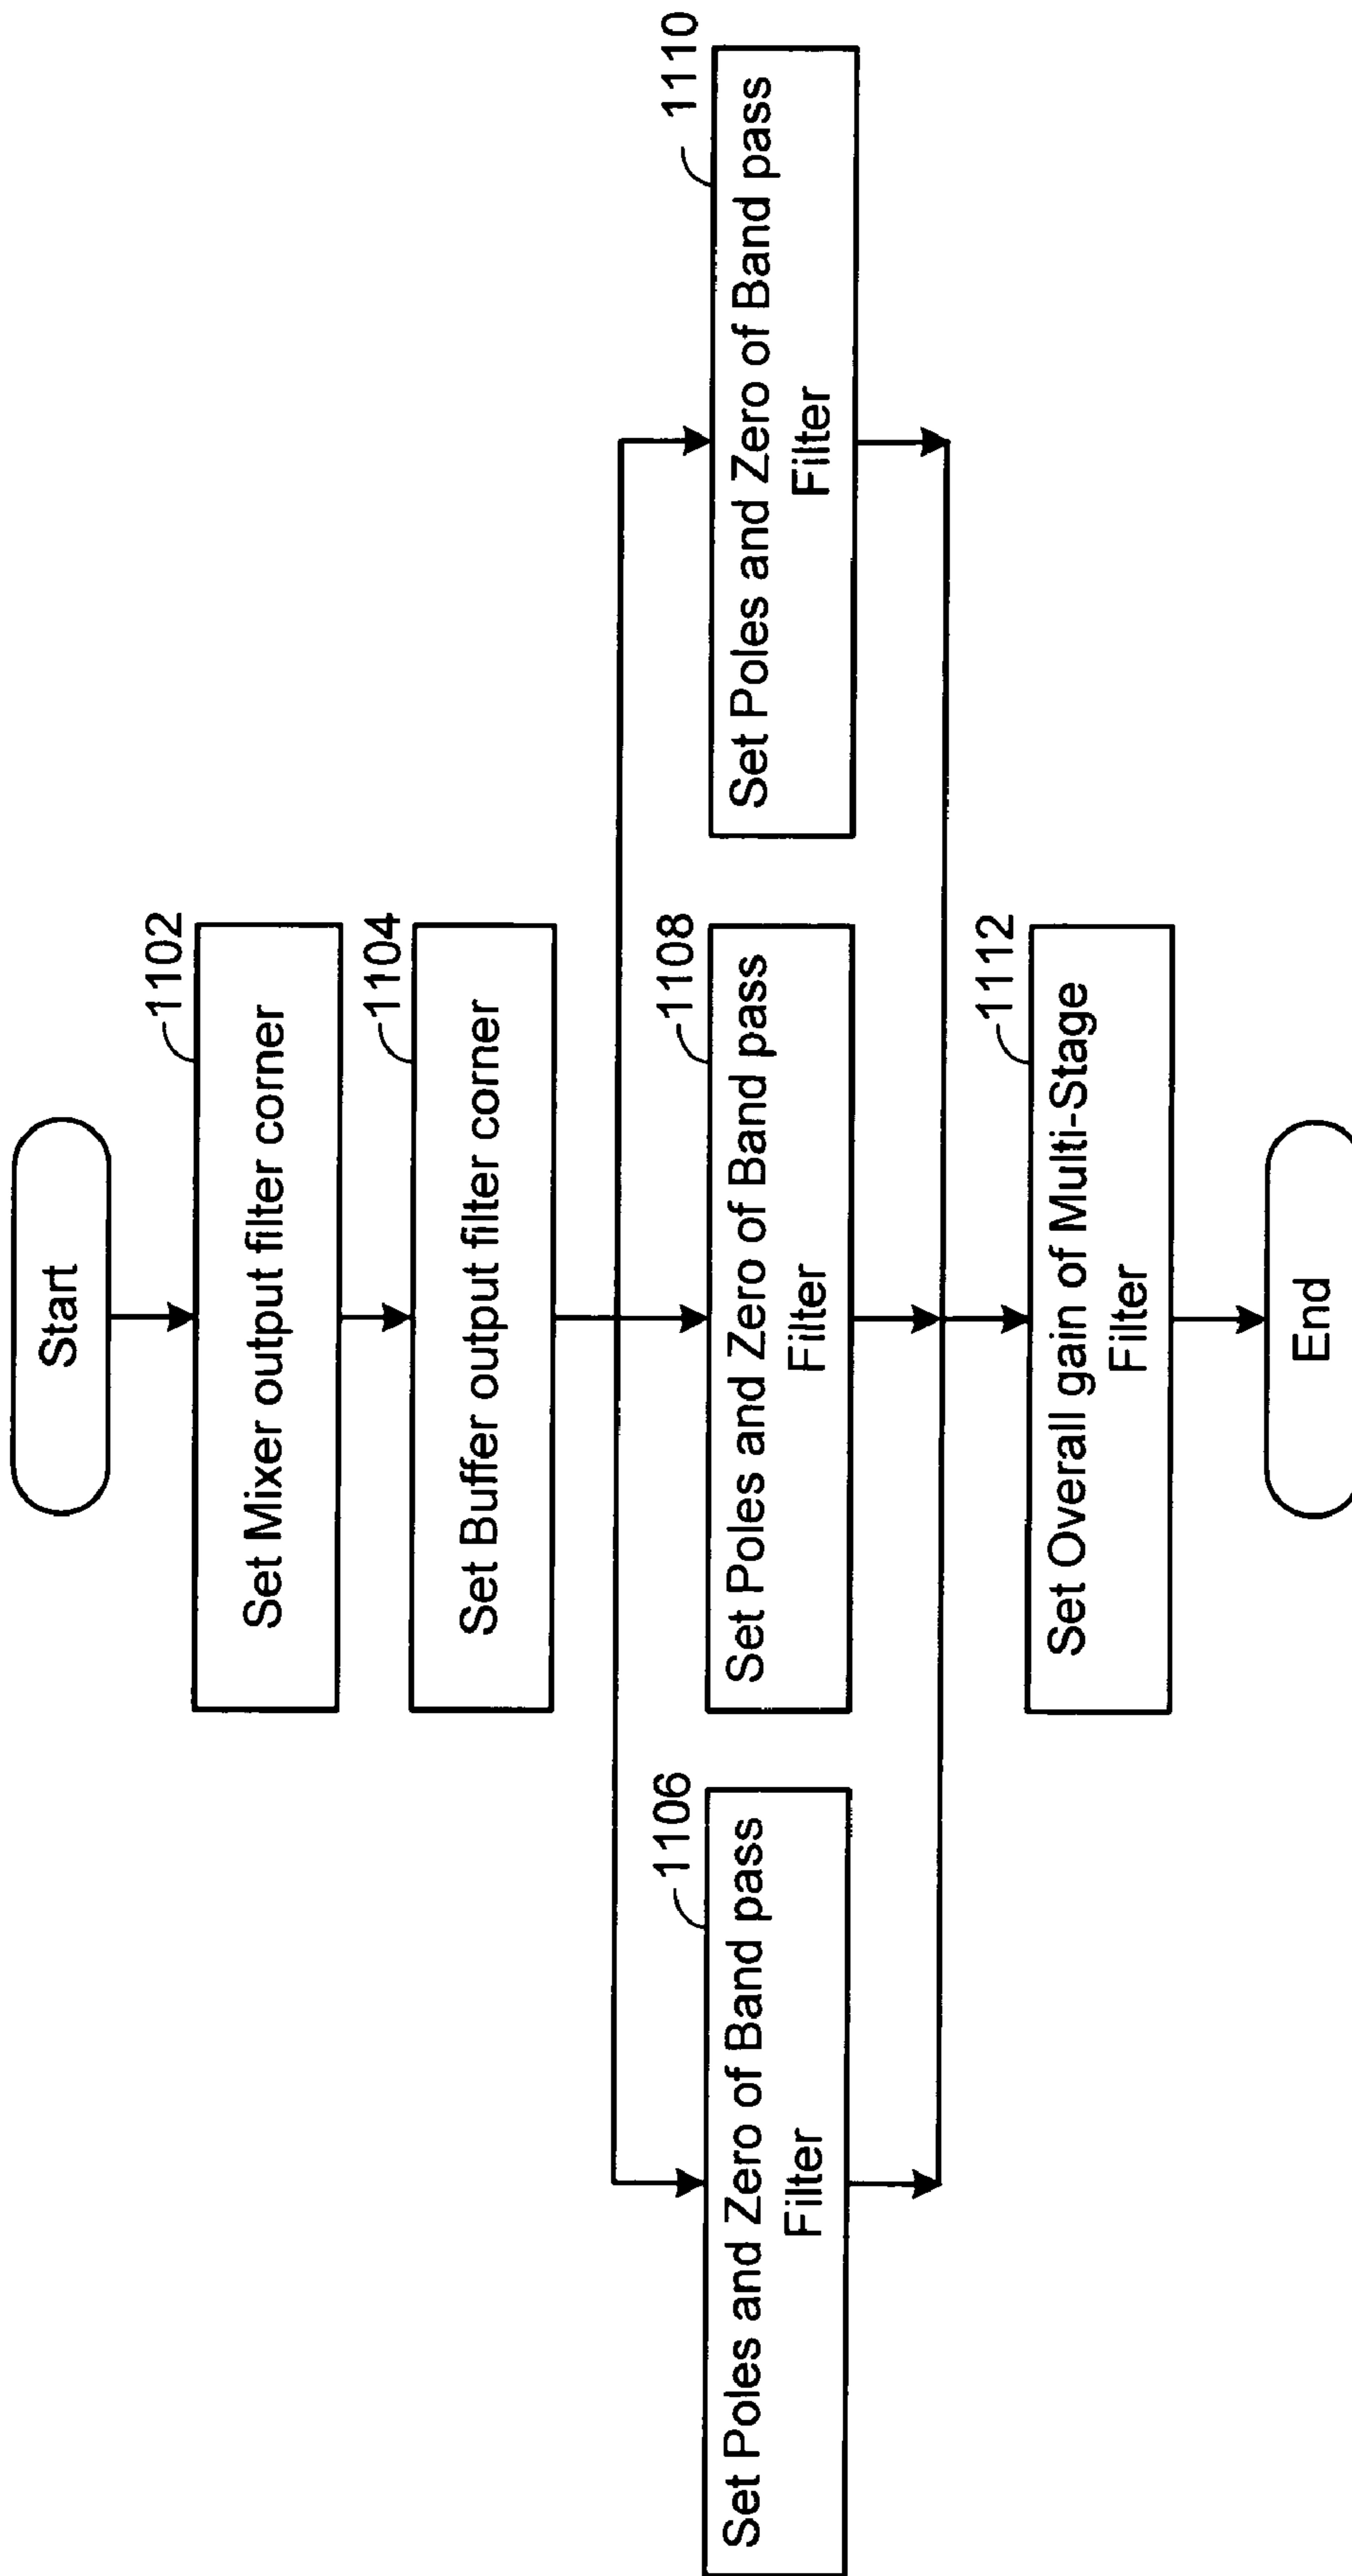 Start
1102
Set Mixer output filter corner
1104
Set Buffer output filter corner
1106
Set Poles and Zero of Band pass
Filter
1108
Set Poles and Zero of Band pass
Filter
1110
Set Poles and Zero of Band pass
Filter
1112
Set Overall gain of Multi-Stage
Filter
End